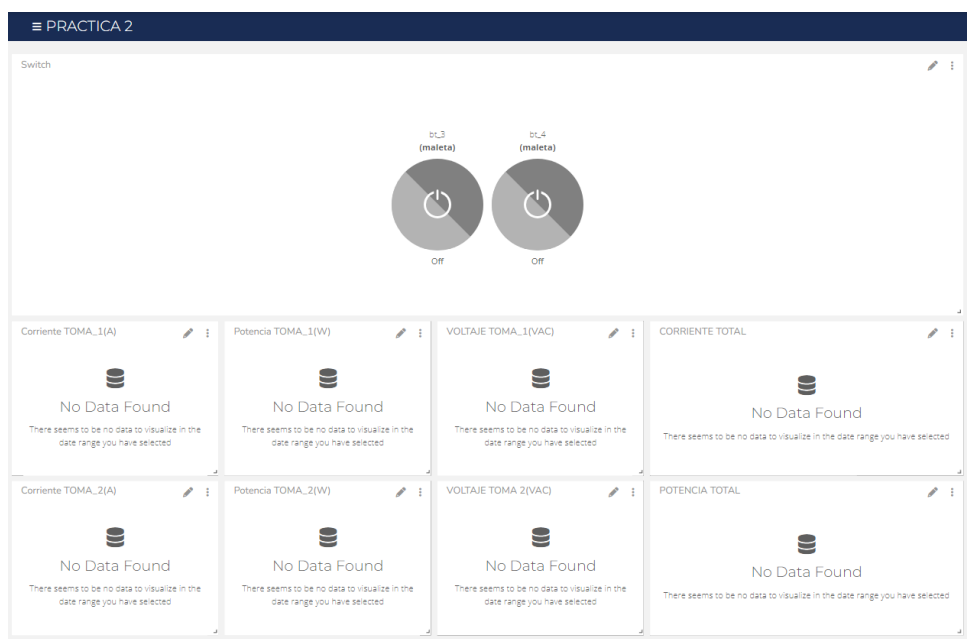 ≡ PRACTICA 2
Switch
bt_3
(maleta)
Off
bt_4
(maleta)
Off
Corriente TOMA_1(A)
No Data Found
There seems to be no data to visualize in the
date range you have selected
Potencia TOMA_1(W)
No Data Found
There seems to be no data to visualize in the
date range you have selected
VOLTAJE TOMA_1(VAC)
No Data Found
There seems to be no data to visualize in the
date range you have selected
CORRIENTE TOTAL
No Data Found
There seems to be no data to visualize in the date range you have selected
Corriente TOMA_2(A)
No Data Found
There seems to be no data to visualize in the
date range you have selected
Potencia TOMA_2(W)
No Data Found
There seems to be no data to visualize in the
date range you have selected
VOLTAJE TOMA 2(VAC)
No Data Found
There seems to be no data to visualize in the
date range you have selected
POTENCIA TOTAL
No Data Found
There seems to be no data to visualize in the date range you have selected